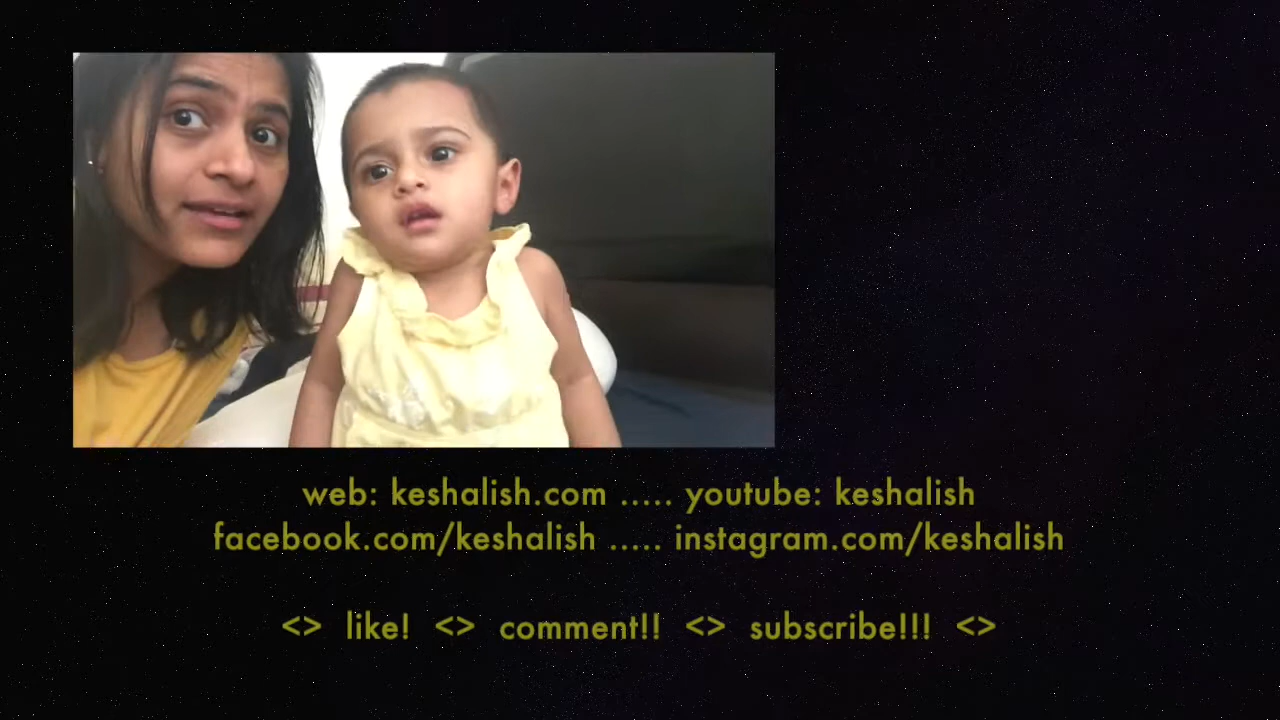 web: keshalish.com ..... youtube: keshalish
facebook.com/keshalish ..... instagram.com/keshalish
<> like! <> comment!! <> subscribe!!! <>